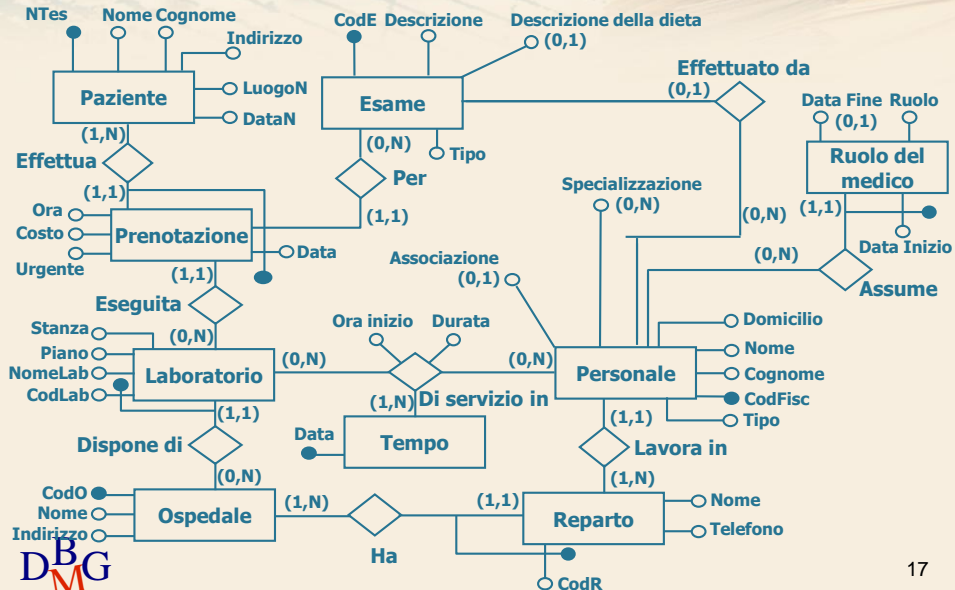 NTes
Nome Cognome
Indirizzo
Paziente
LuogoN
DataN
(1,N)
Effettua
(1,1)
CodE Descrizione
Descrizione della dieta
(0,1)
Esame
(0,N)
Tipo
Per
(1,1)
Effettuato da
(0,1)
(0,N)
Data Fine Ruolo
(0,1)
Ruolo del
medico
(1,1)
Data Inizio
(0,N)
Assume
Ora
Costo
Urgente
Prenotazione
Data
(1,1)
Eseguita
(0,N)
Specializzazione
(0,N)
Associazione
(0,1)
Stanza
Piano
NomeLab
CodLab
Laboratorio
(0,N)
Ora inizio
Durata
(0,N)
Di servizio in
(1,N)
Data
Tempo
Personale
Domicilio
Nome
Cognome
CodFisc
Tipo
(1,1)
Dispone di
(0,N)
(1,1)
Lavora in
(1,N)
CodO
Nome
Indirizzo
Ospedale
(1,N)
Ha
(1,1)
Reparto
Nome
Telefono
CodR
DBMG
17